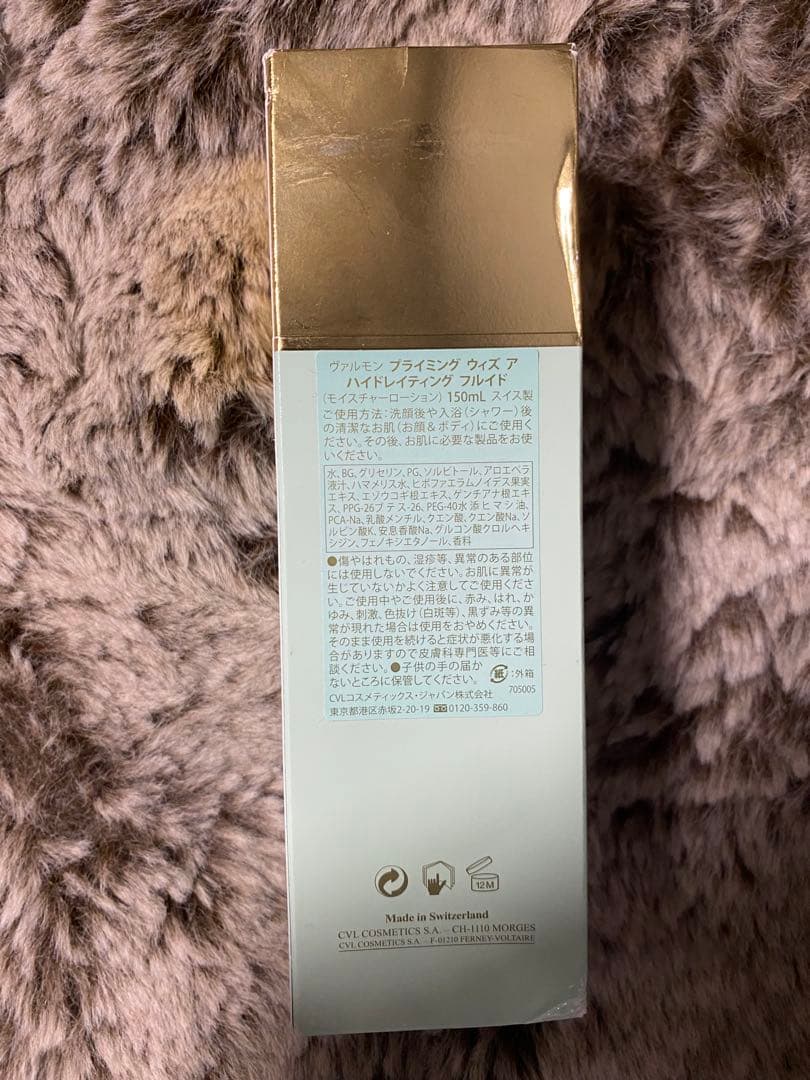 ヴァルモン プライミング ウィズ ア
ハイドレイティング フルイド
（モイスチャーローション） 150mL スイス製
ご使用方法：洗顔後や入浴（シャワー）後
の清潔なお肌（お顔＆ボディ）にご使用く
ださい。その後、お肌に必要な製品をお使
いください。
水、BG、グリセリン、PG、ソルビトール、アロエベラ
液汁、ハマメリス水、ヒポファエラムノイデス果実
エキス、エゾウコギ根エキス、ゲンチアナ根エキ
ス、PPG-26ブテス-26、PEG-40水添ヒマシ油、
PCA-Na、乳酸メンチル、クエン酸、クエン酸Na、ソ
ルビン酸K、安息香酸Na、グルコン酸クロルヘキ
シジン、フェノキシエタノール、香料
●傷やはれもの、湿疹等、異常のある部位
には使用しないでください。お肌に異常が
生じていないかよく注意してご使用くださ
い。ご使用中やご使用後に、赤み、はれ、か
ゆみ、刺激、色抜け（白斑等）、黒ずみ等の異
常が現れた場合は使用をおやめください。
そのまま使用を続けると症状が悪化する場
合がありますので皮膚科専門医等にご相
談ください。●子供の手の届か
ないところに保管してください。
紙：外箱
CVLコスメティックス・ジャパン株式会社 705005
東京都港区赤坂2-20-19 0120-359-860
12M
Made in Switzerland
CVL COSMETICS S.A. – CH-1110 MORGES
CVL COSMETICS S.A. – F-01210 FERNEY-VOLTAIRE